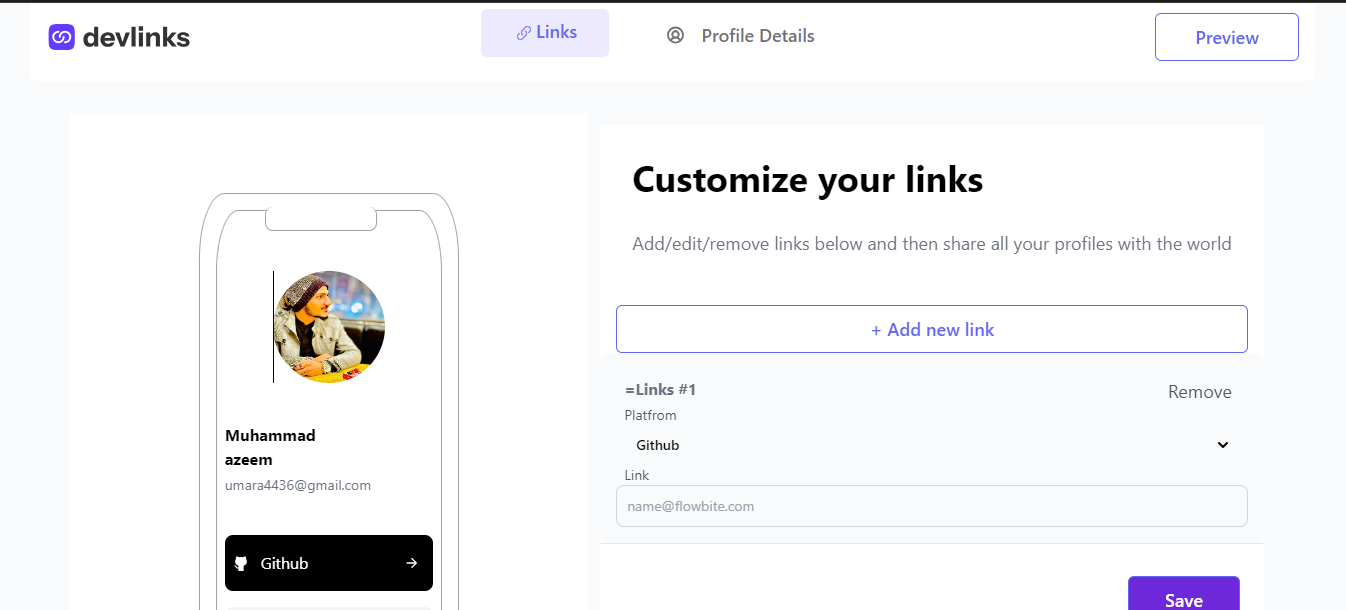 devlinks
Links
Profile Details
Preview
Muhammad
azeem
umara4436@gmail.com
Github
Customize your links
Add/edit/remove links below and then share all your profiles with the world
+ Add new link
=Links #1
Remove
Platfrom
Github
Link
name@flowbite.com
Save